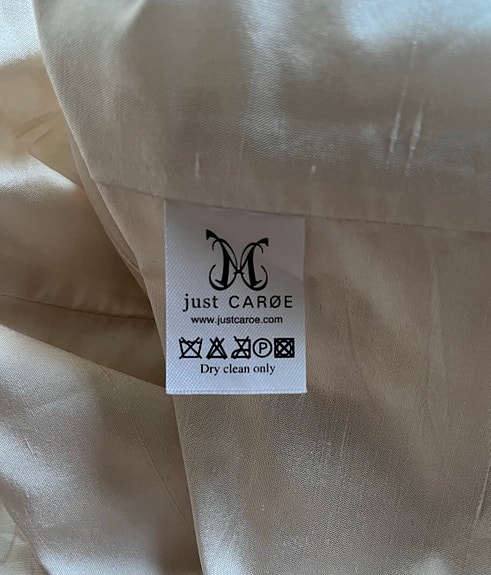 just CARØE
www.justcaroe.com
P
Dry clean only